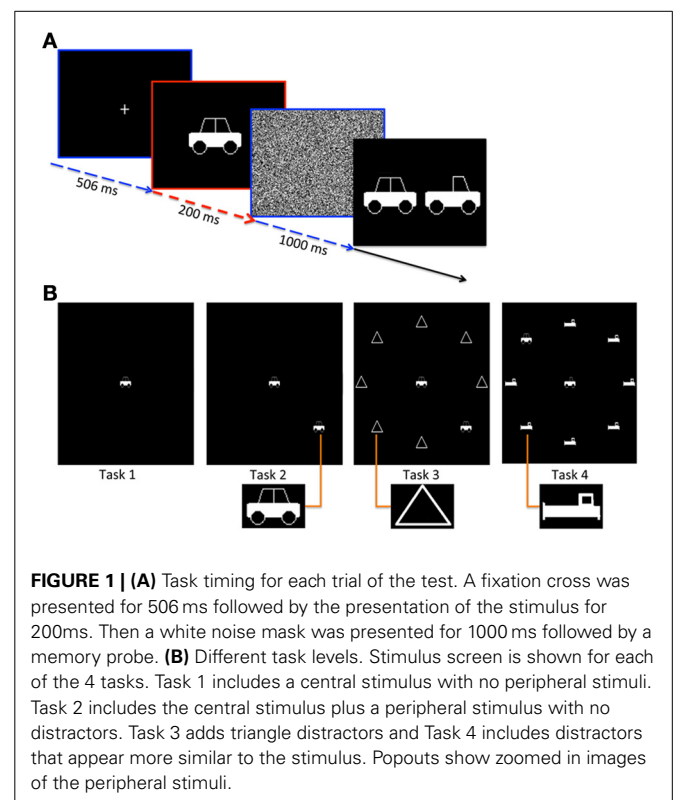 A
506 ms
200 ms
1000 ms
B
Task 1
Task 2
Task 3
Task 4
FIGURE 1 | (A) Task timing for each trial of the test. A fixation cross was
presented for 506 ms followed by the presentation of the stimulus for
200ms. Then a white noise mask was presented for 1000 ms followed by a
memory probe. (B) Different task levels. Stimulus screen is shown for each
of the 4 tasks. Task 1 includes a central stimulus with no peripheral stimuli.
Task 2 includes the central stimulus plus a peripheral stimulus with no
distractors. Task 3 adds triangle distractors and Task 4 includes distractors
that appear more similar to the stimulus. Popouts show zoomed in images
of the peripheral stimuli.